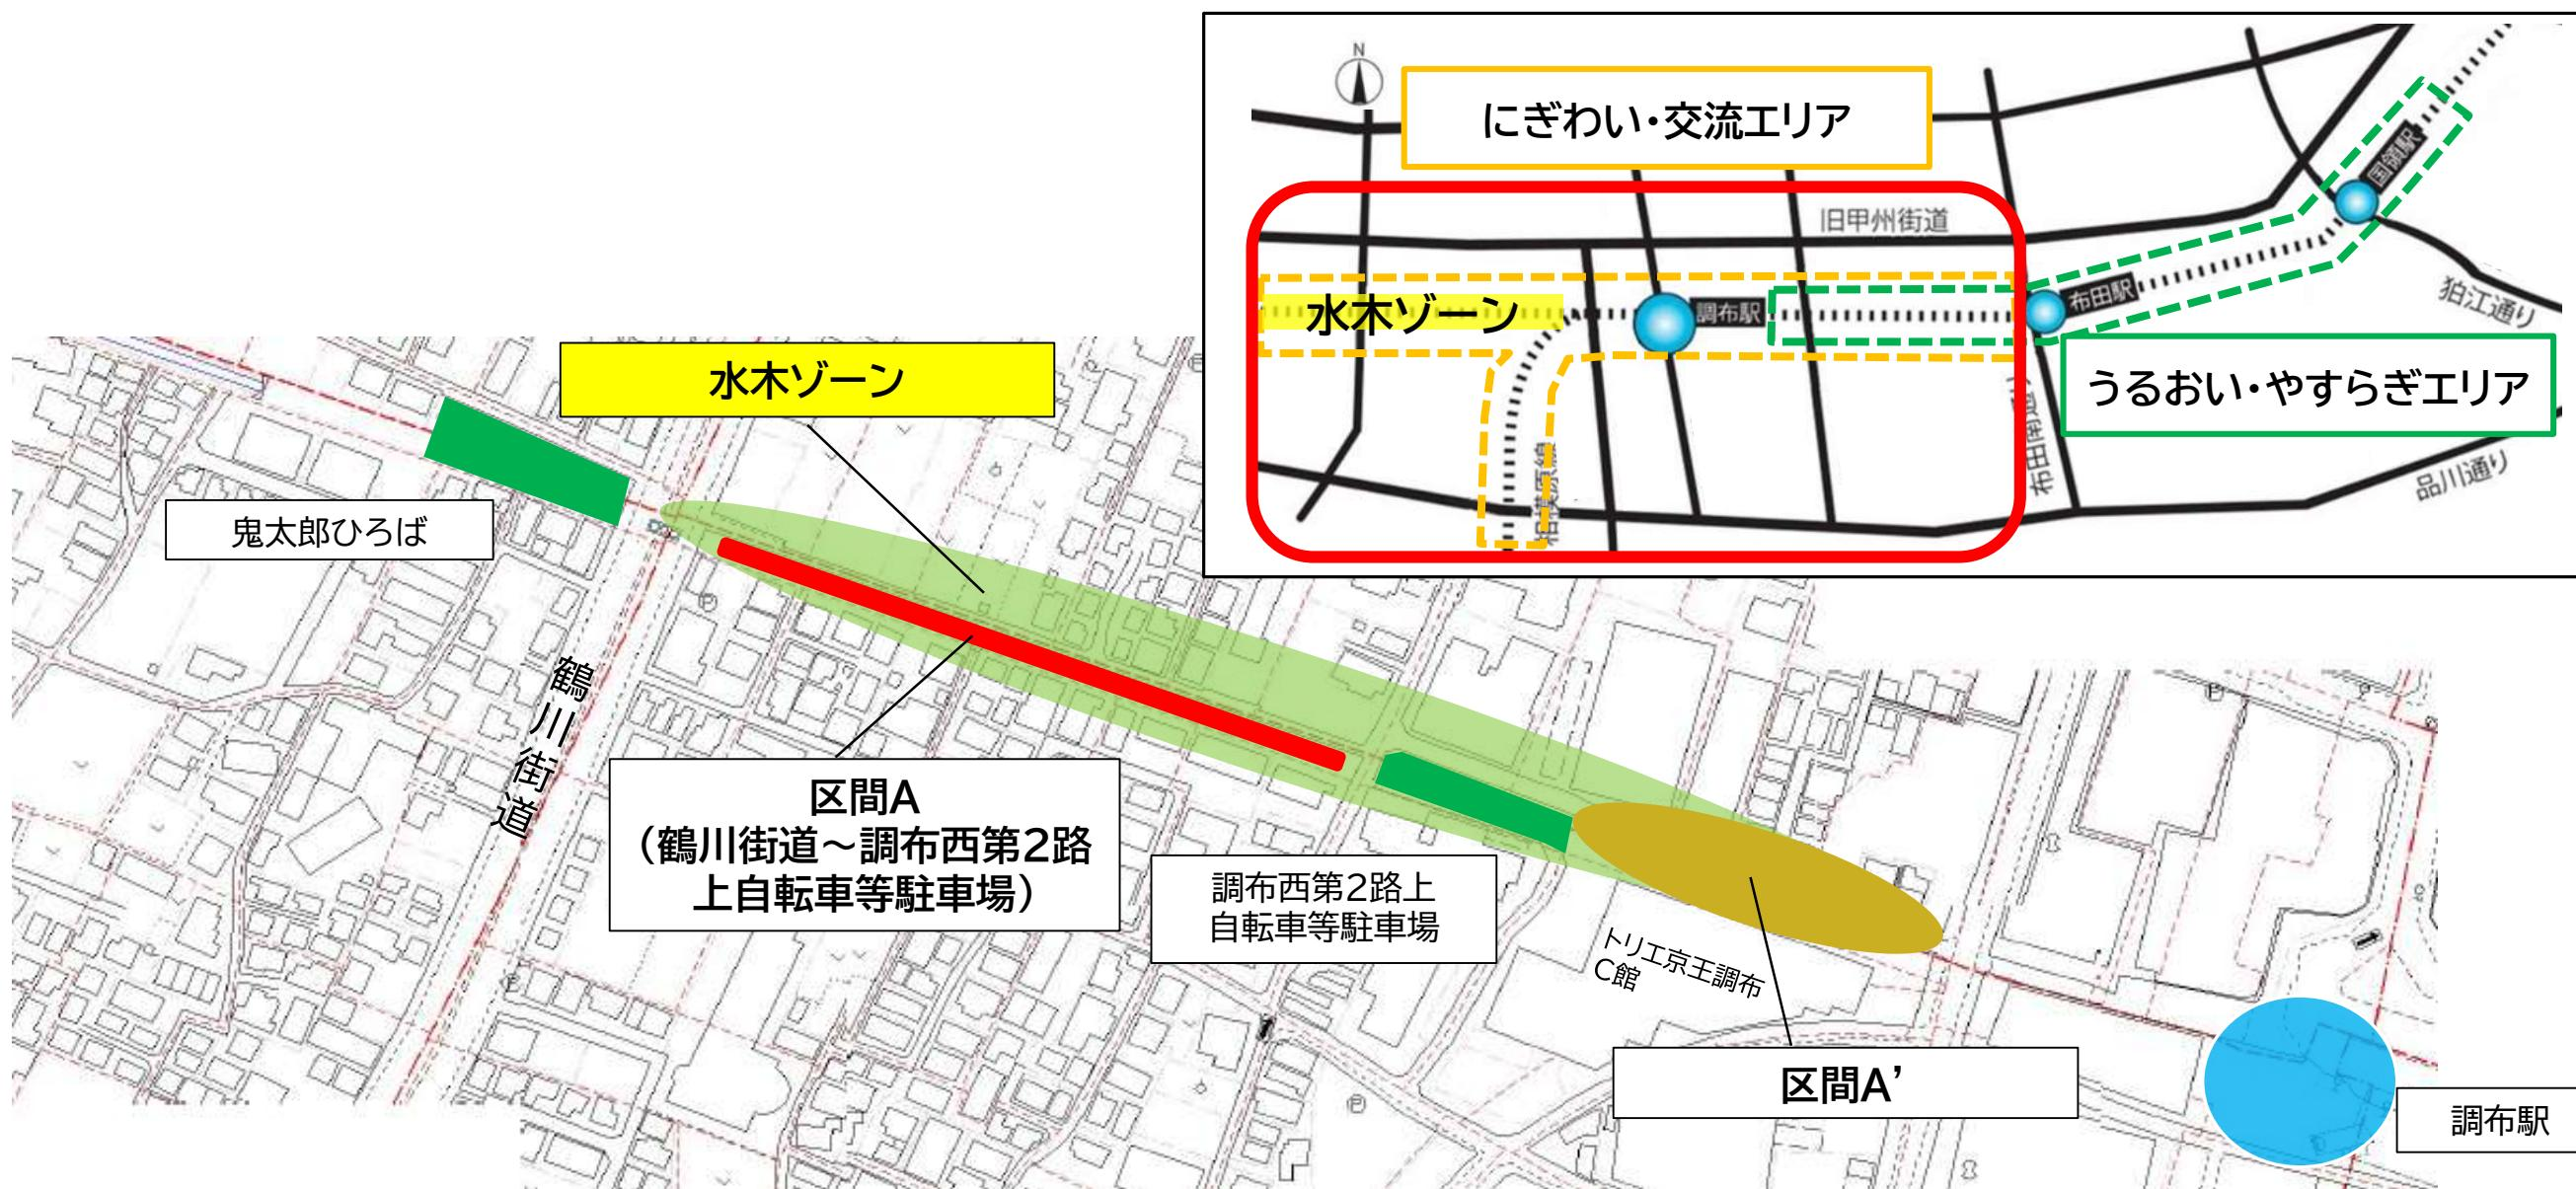 N
にぎわい・交流エリア
旧甲州街道
国領駅
水木ゾーン
調布駅
布田駅
狛江通り
うるおい・やすらぎエリア
相模原線
品川通り
水木ゾーン
鬼太郎ひろば
鶴川街道
区間A
（鶴川街道～調布西第2路
上自転車等駐車場）
調布西第2路上
自転車等駐車場
トリエ京王調布
C館
区間A’
調布駅